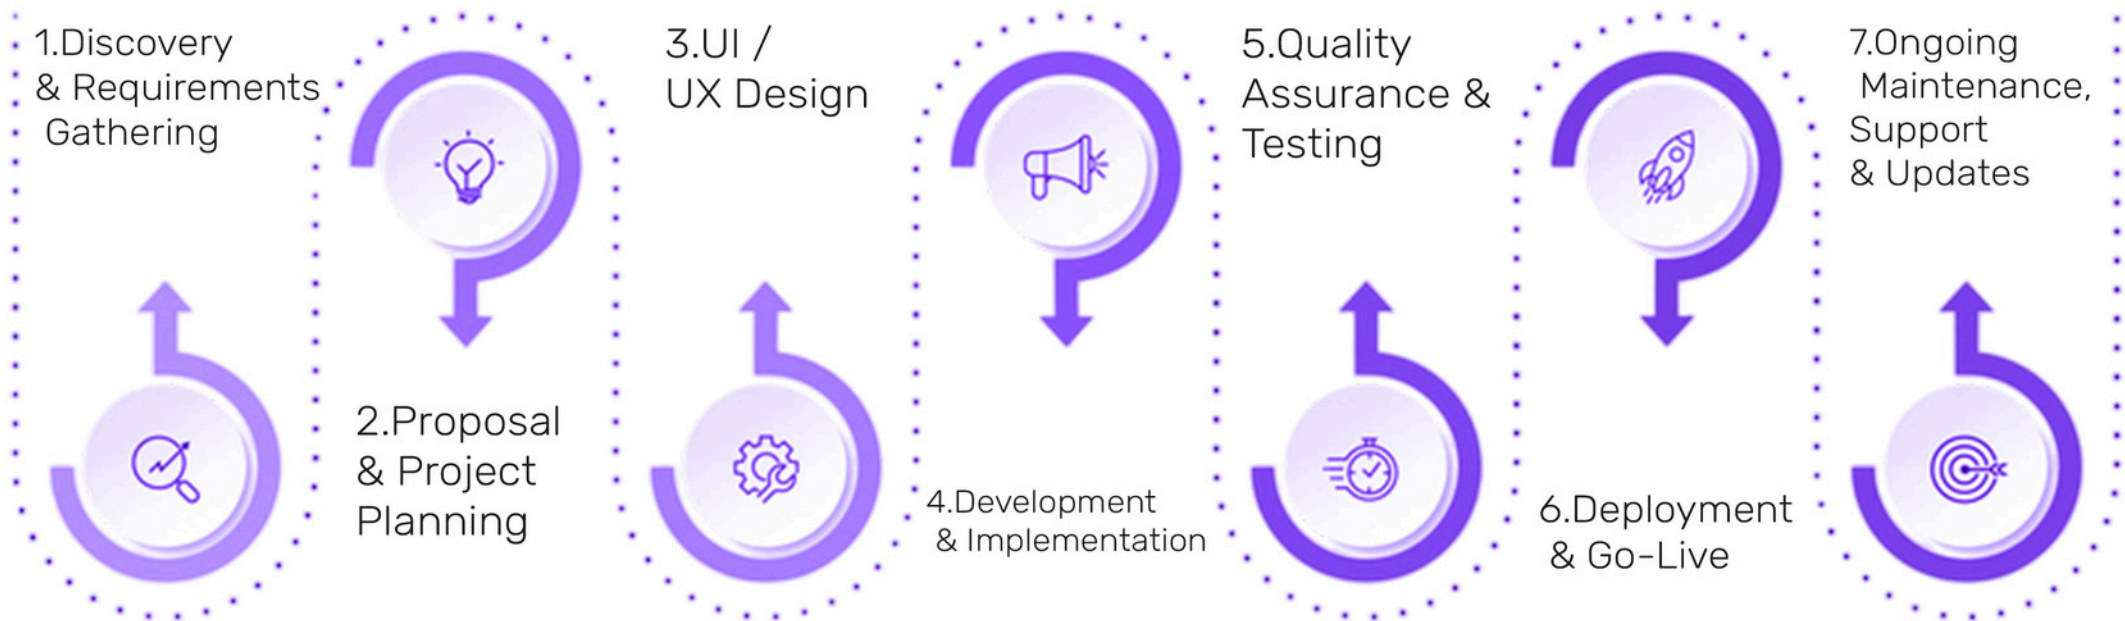 1.Discovery
& Requirements
Gathering
2.Proposal
& Project
Planning
3.UI /
UX Design
4.Development
& Implementation
5.Quality
Assurance &
Testing
6.Deployment
& Go-Live
7.Ongoing
Maintenance,
Support
& Updates